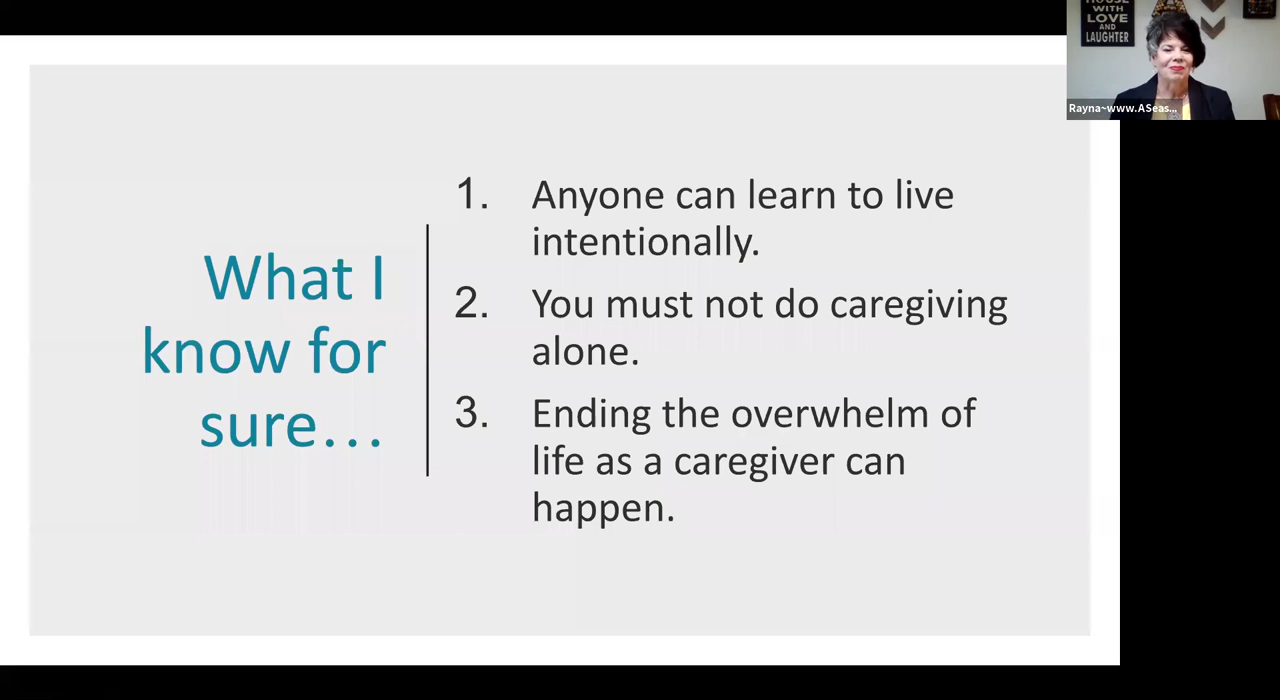 HOUSE
WITH
LOVE
AND
LAUGHTER
Rayna~www.ASeas...
What I
know for
sure...
1. Anyone can learn to live
intentionally.
2. You must not do caregiving
alone.
3. Ending the overwhelm of
life as a caregiver can
happen.